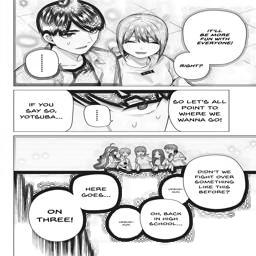 IT'LL
BE MORE
FUN WITH
EVERYONE!
RIGHT?
IF YOU
SAY SO,
YOTSUBA...
SO LET'S ALL
POINT TO
WHERE WE
WANNA GO!
DIDN'T WE
FIGHT OVER
SOMETHING
LIKE THIS
BEFORE?
OH, BACK
IN HIGH
SCHOOL...
HERE
GOES...
ON
THREE!